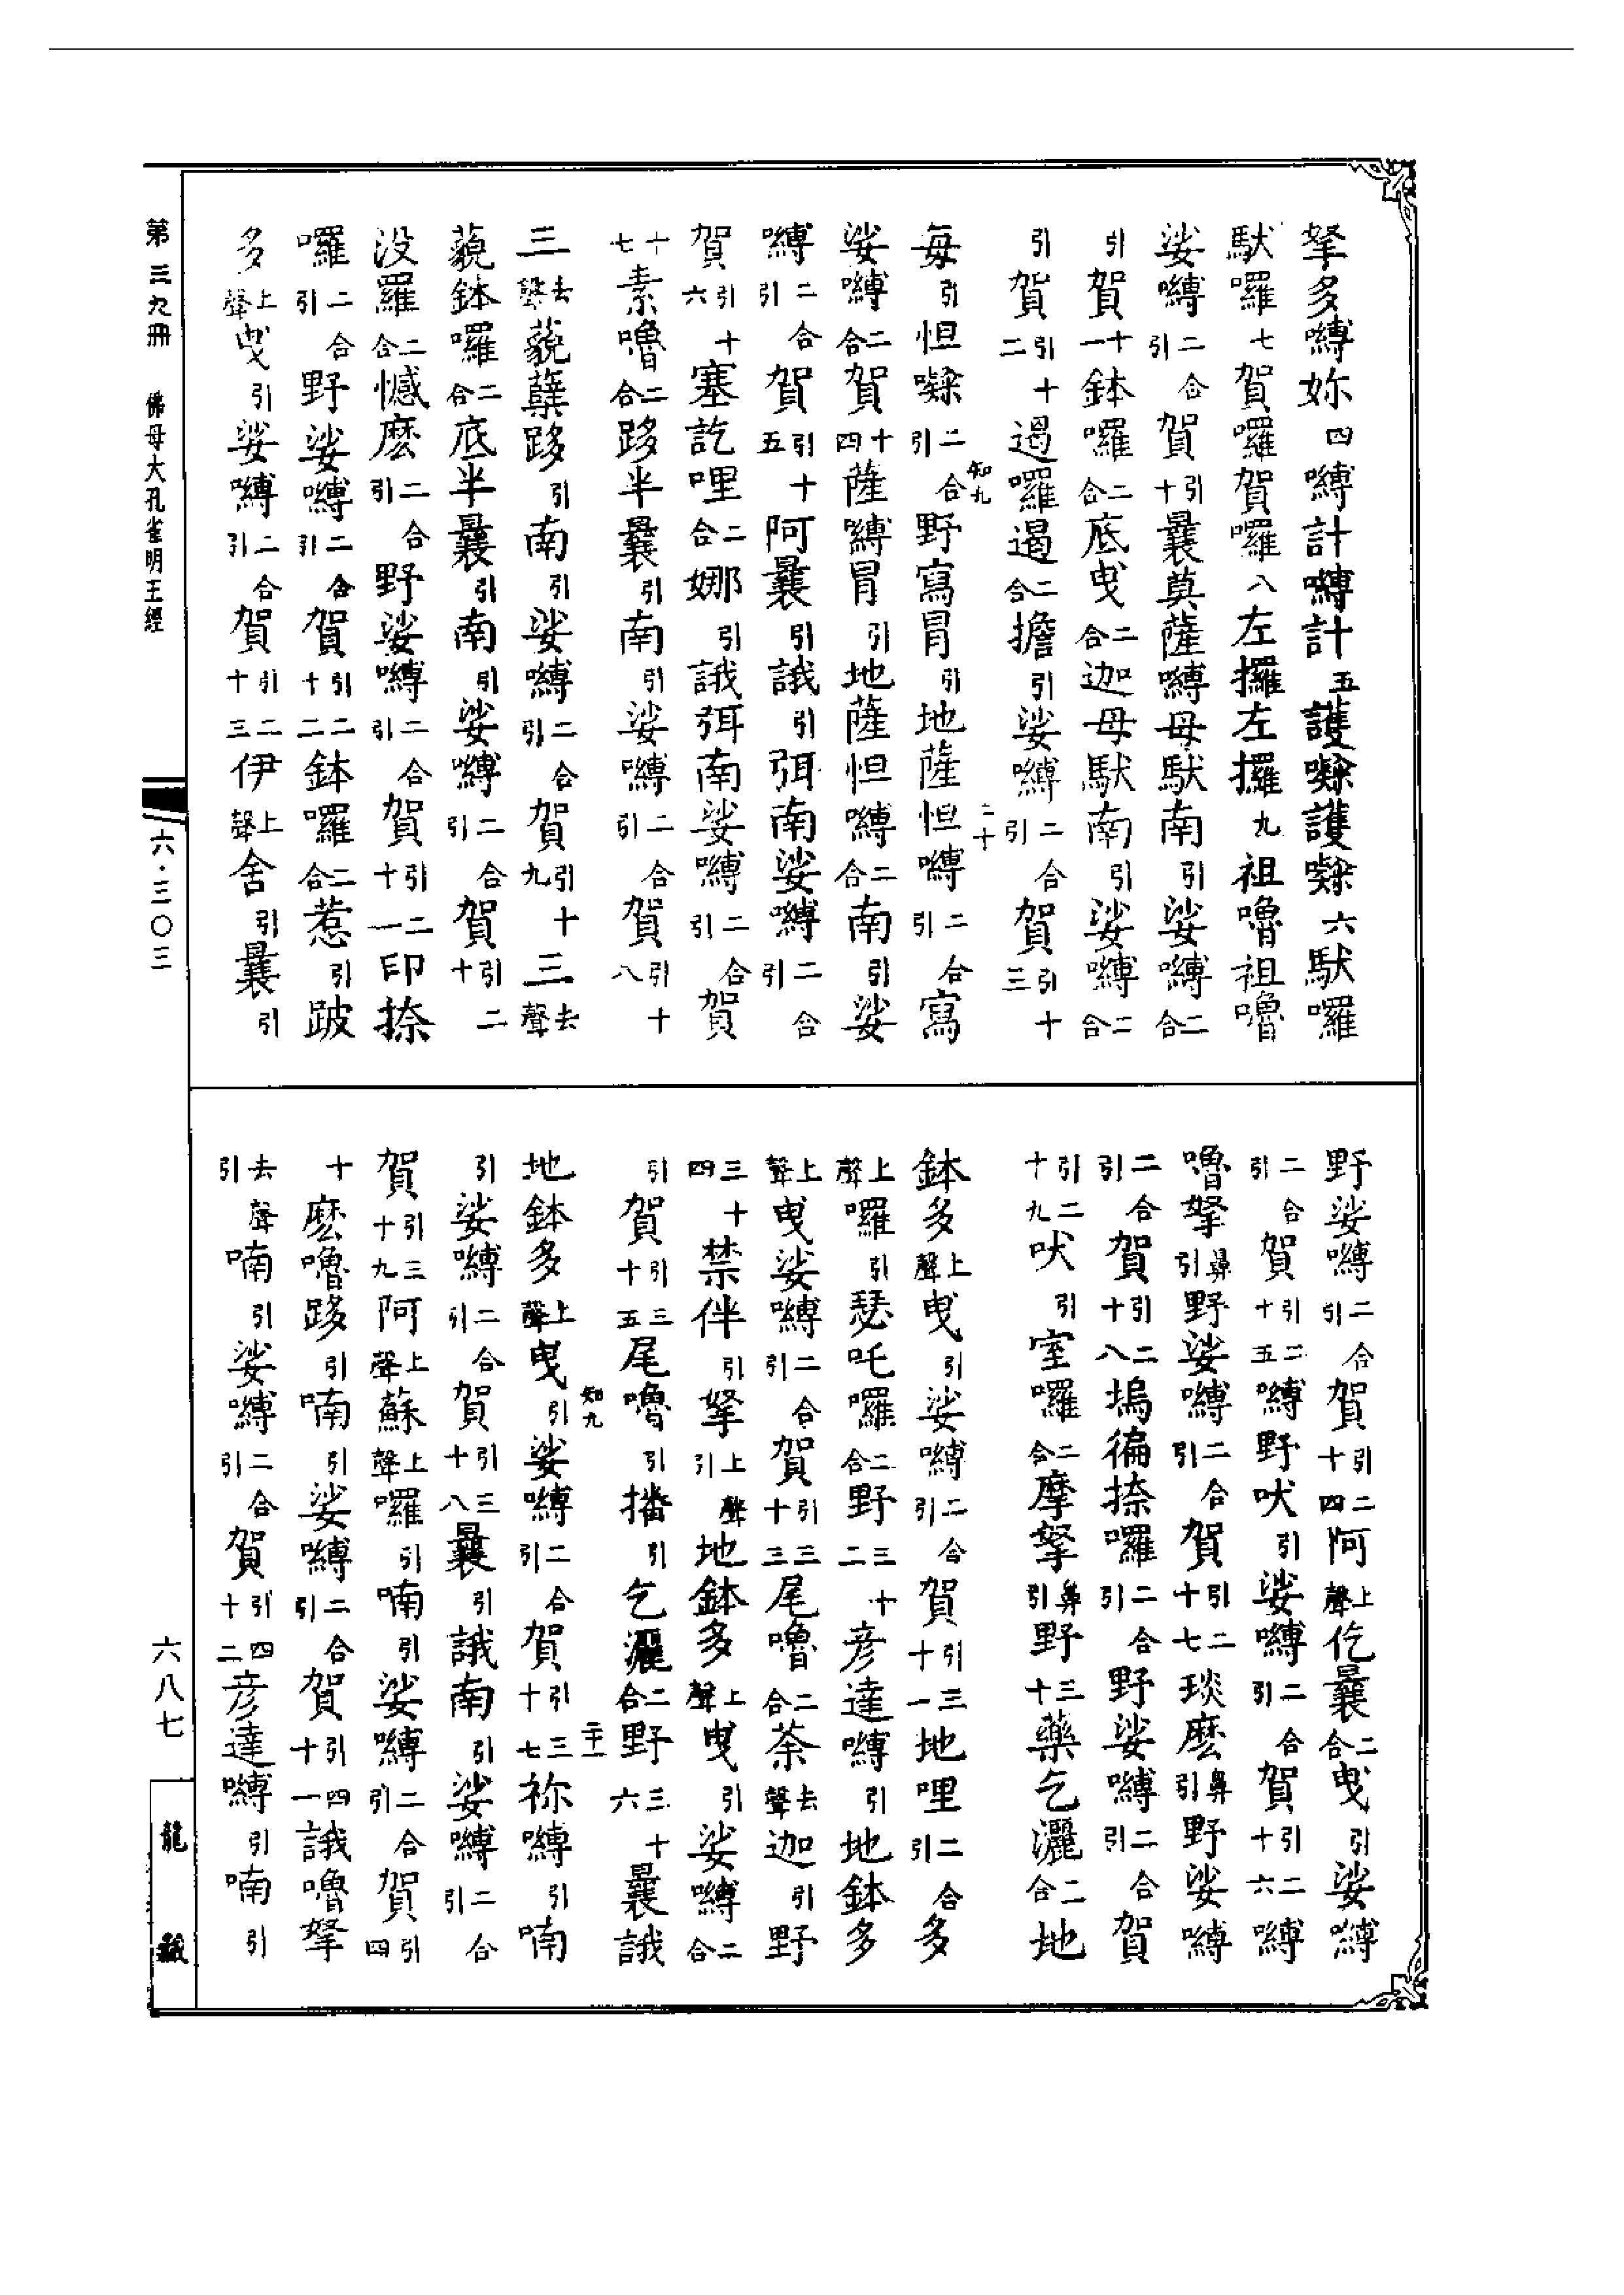 拏多嚩妳四嚩計嚩計五護㗚護㗚六馱囉
馱囉七賀囉賀囉八左攞左攞九祖嚕祖嚕
娑嚩二合引賀引十曩莫薩嚩母馱南引娑嚩二合
引賀十一鉢囉二合底曳二合迦母馱南引娑嚩二合
引賀引十二遏囉遏二合擔引娑嚩二合引賀引十三
知九 二十
每引怛㗚二合引野寫冒引地薩怛嚩二合引寫
娑嚩二合賀十四薩嚩冒引地薩怛嚩二合南引娑
嚩二合引賀引十五阿曩引誐引弭南娑嚩二合引
賀引十六塞訖哩二合娜引誐弭南娑嚩二合引賀
十七素嚕二合跢半曩引南引娑嚩二合引賀引十八
三去聲藐蘖跢引南引娑嚩二合引賀引十九三去聲
藐鉢囉二合底半曩引南引娑嚩二合引賀引二十
没羅二合憾麽二合引野娑嚩二合引賀引二十一印捺
囉二合引野娑嚩二合引賀引二十二鉢囉二合惹引跛
多上聲曳引娑嚩二合引賀引二十三伊上聲舍引曩引
野娑嚩二合引賀引二十四阿上聲仡曩二合曳引娑嚩
二合引賀引二十五嚩野吠引娑嚩二合引賀引二十六嚩
嚕拏鼻引野娑嚩二合引賀引二十七琰麽鼻引野娑嚩
二合引賀引二十八塢徧捺囉二合引野娑嚩二合引賀
引二十九吠引室囉二合摩拏鼻引野三十藥乞灑二合地
鉢多上聲曳引娑嚩二合引賀引三十一地哩二合引多
上聲囉引瑟吒囉二合野三十二彥達嚩引地鉢多
上聲曳娑嚩二合引賀引三十三尾嚕二合荼去聲迦引野
三十四禁伴引拏上聲引地鉢多上聲曳引娑嚩二合
引賀引三十五尾嚕引播引乞灑二合野三十六曩誐
知九 二十一
地鉢多上聲曳引娑嚩二合引賀引三十七祢嚩引喃
引娑嚩二合引賀引三十八曩引誐南引娑嚩二合引
賀引三十九阿上聲蘇上聲囉引喃引娑嚩二合引賀引四
十麽嚕跢引喃引娑嚩二合引賀引四十一誐嚕拏
去聲引喃引娑嚩二合引賀引四十二彥達嚩引喃引
第三九冊 佛母大孔雀明王經 六·三〇三
六八七
龍藏